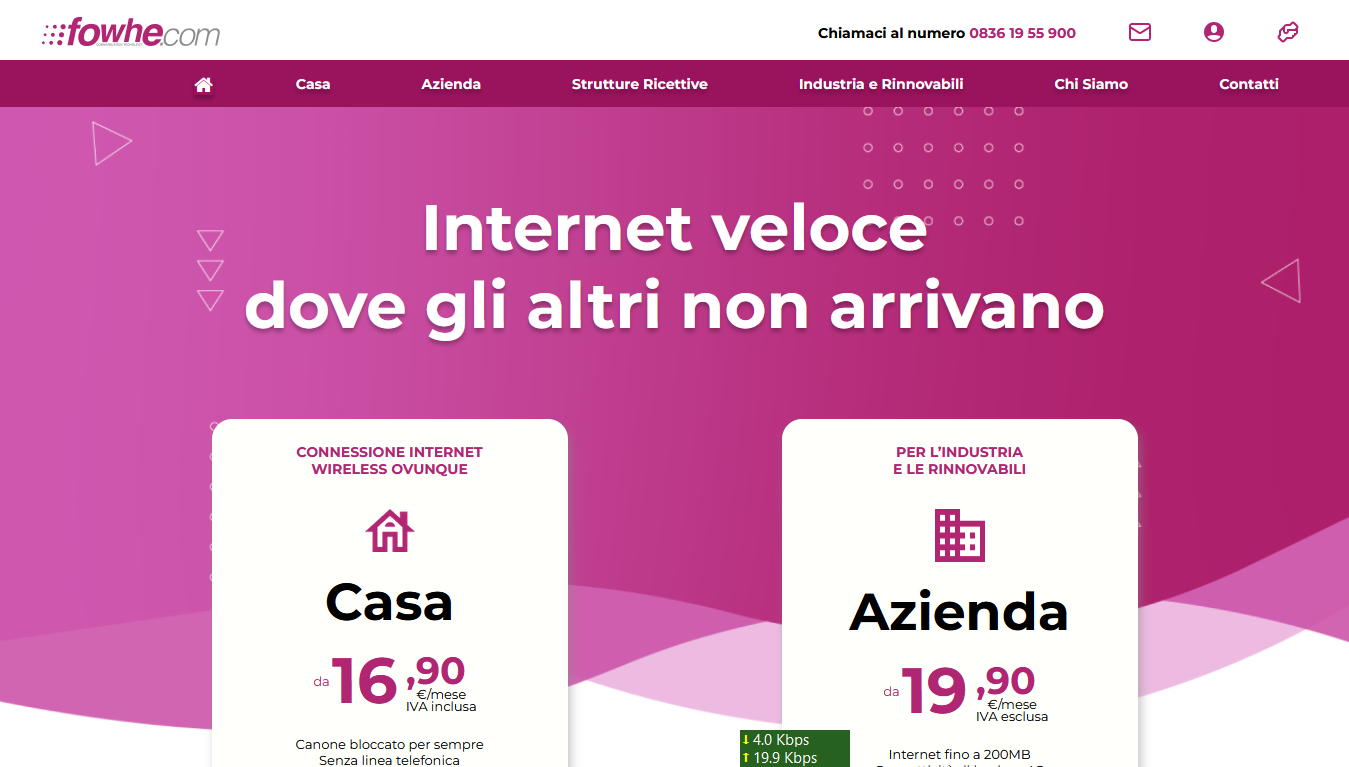 fowhe.com
Chiamaci al numero 0836 19 55 900
Casa
Azienda
Strutture Ricettive
Industria e Rinnovabili
Chi Siamo
Contatti
Internet veloce
dove gli altri non arrivano
CONNESSIONE INTERNET
WIRELESS OVUNQUE
Casa
da 16,90
€/mese
IVA inclusa
Canone bloccato per sempre
Senza linea telefonica
PER L’INDUSTRIA
E LE RINNOVABILI
Azienda
da 19,90
€/mese
IVA esclusa
Internet fino a 200MB
4.0 Kbps
19.9 Kbps